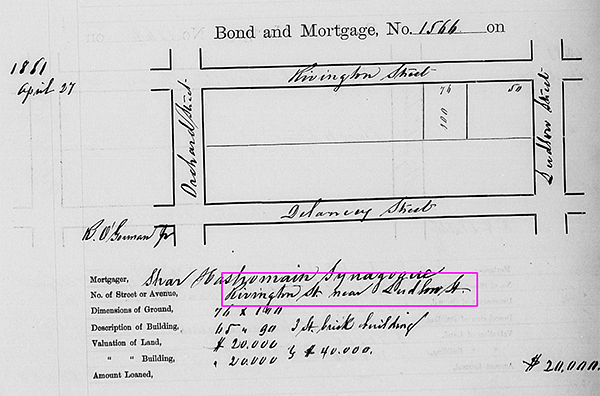 Bond and Mortgage, No. 1566 on
1861
April 27
Rivington Street
76
50
100
Orchard Street
Ludlow Street
Delancey Street
R. O'Gorman Jr
Mortgager, Shar Hashomain Synagogue
No. of Street or Avenue, Rivington St. near Ludlow St.
Dimensions of Ground, 76 x 100
Description of Building, 65 " 90 3 St. brick building
Valuation of Land, $ 20.000
" " Building, " 20.000 } $ 40.000.
Amount Loaned, $ 20,000.